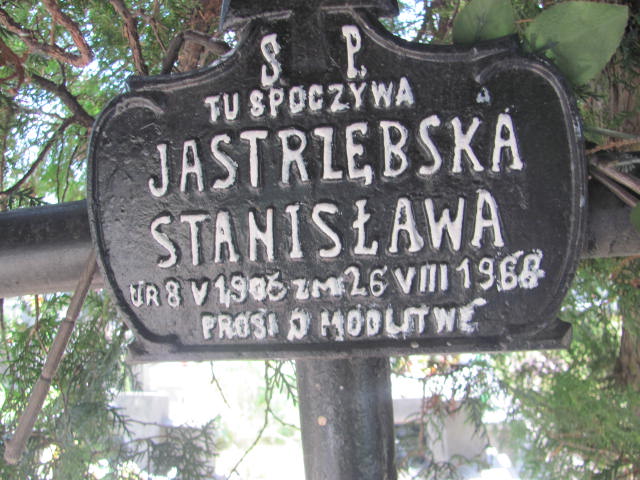 Ś. P.
TU SPOCZYWA
JASTRZĘBSKA
STANISŁAWA
UR 8 V 1906 ZM 26 VIII 1968
PROSI O MODLITWĘ